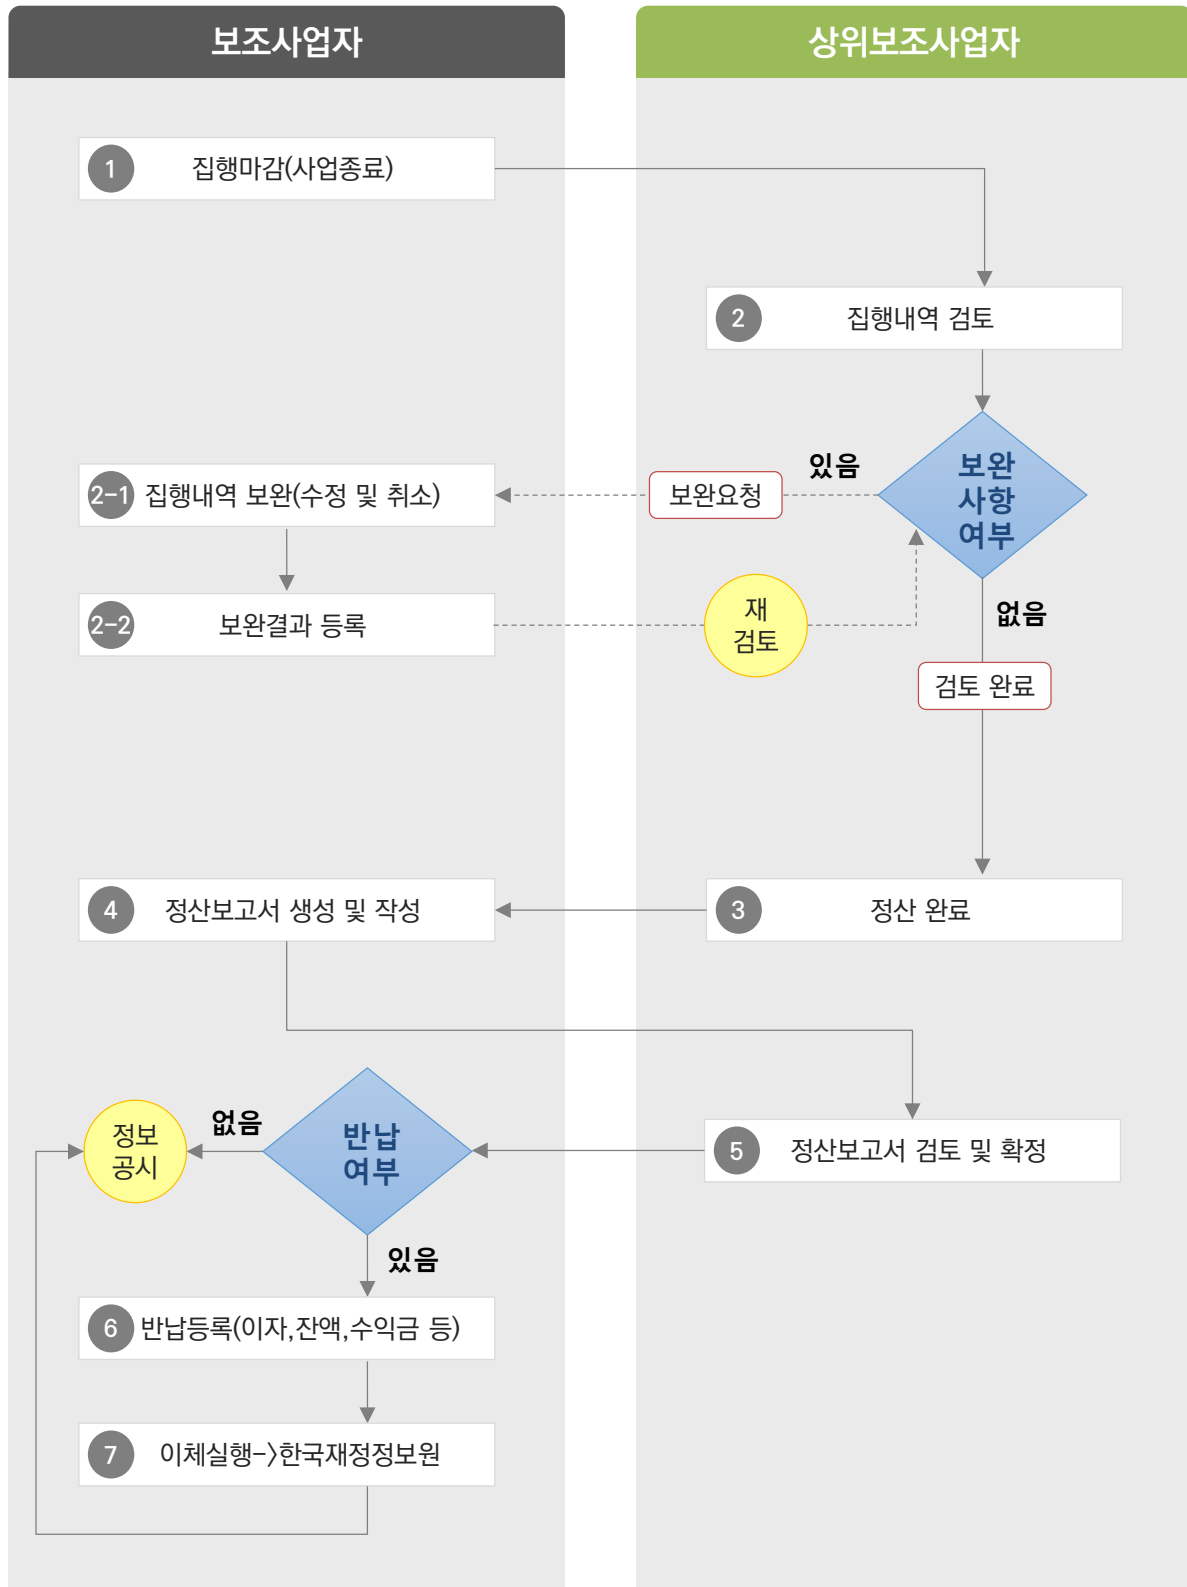 보조사업자
상위보조사업자
1 집행마감(사업종료)
2 집행내역 검토
보완
사항
여부
있음
보완요청
2-1 집행내역 보완(수정 및 취소)
2-2 보완결과 등록
재
검토
없음
검토 완료
3 정산 완료
4 정산보고서 생성 및 작성
5 정산보고서 검토 및 확정
반납
여부
없음
정보
공시
있음
6 반납등록(이자,잔액,수익금 등)
7 이체실행->한국재정정보원